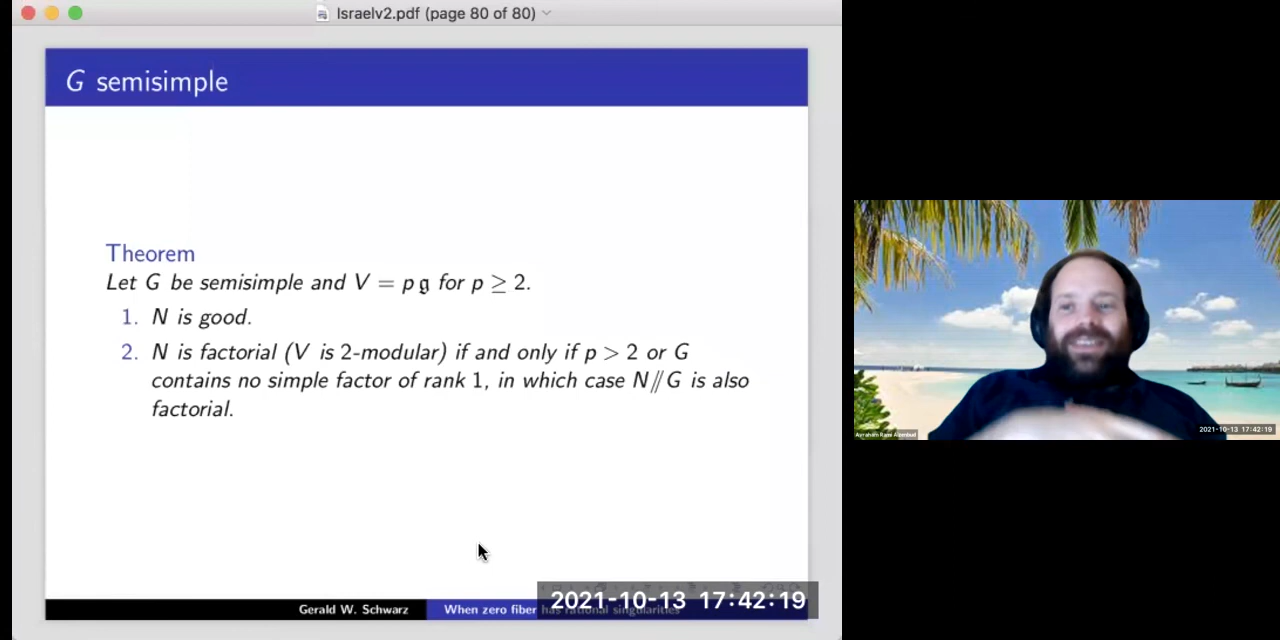 Israelv2.pdf (page 80 of 80)
G semisimple
Theorem
Let G be semisimple and V = p 𝔤 for p ≥ 2.
1. N is good.
2. N is factorial (V is 2-modular) if and only if p > 2 or G
contains no simple factor of rank 1, in which case N//G is also
factorial.
Gerald W. Schwarz
When zero fiber has rational singularities
2021-10-13 17:42:19
2021-10-13 17:42:19